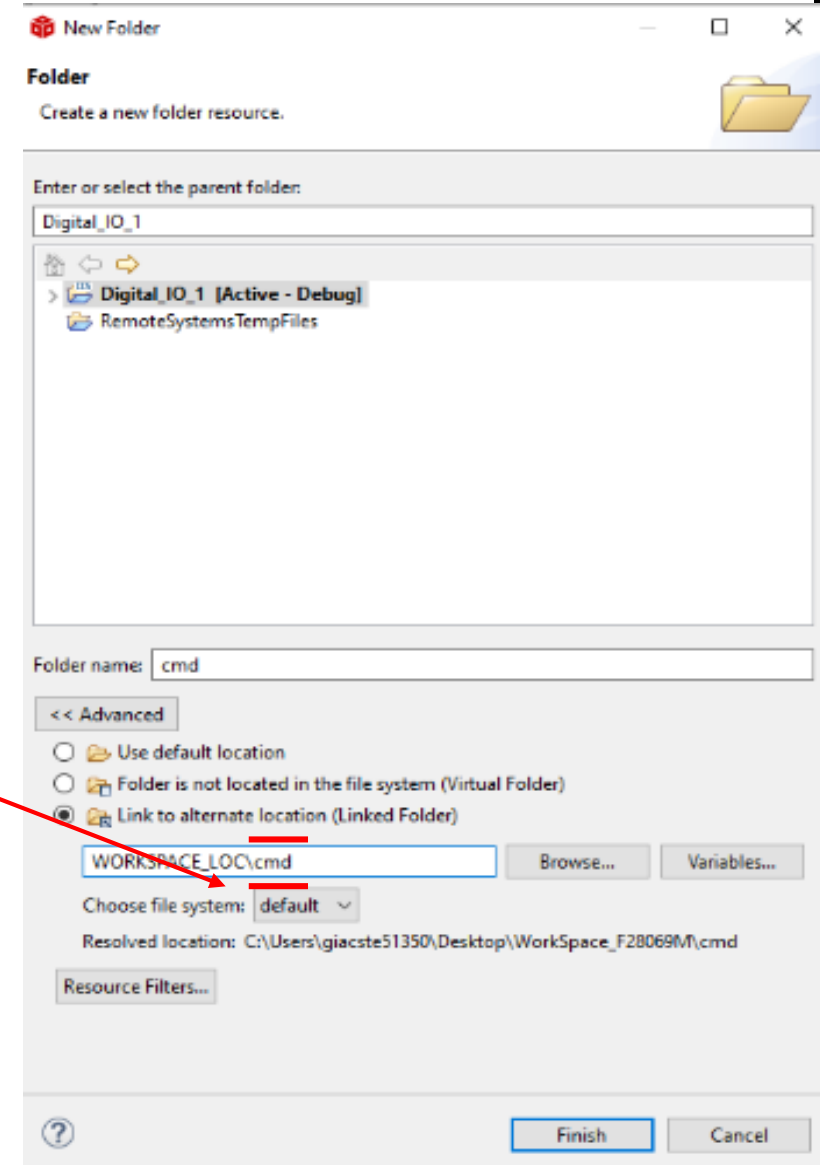 New Folder
Folder
Create a new folder resource.
Enter or select the parent folder:
Digital_IO_1
Digital_IO_1 [Active - Debug]
RemoteSystemsTempFiles
Folder name: cmd
<< Advanced
Use default location
Folder is not located in the file system (Virtual Folder)
Link to alternate location (Linked Folder)
WORKSPACE_LOC\cmd Browse... Variables...
Choose file system: default
Resolved location: C:\Users\giacste51350\Desktop\WorkSpace_F28069M\cmd
Resource Filters...
? Finish Cancel